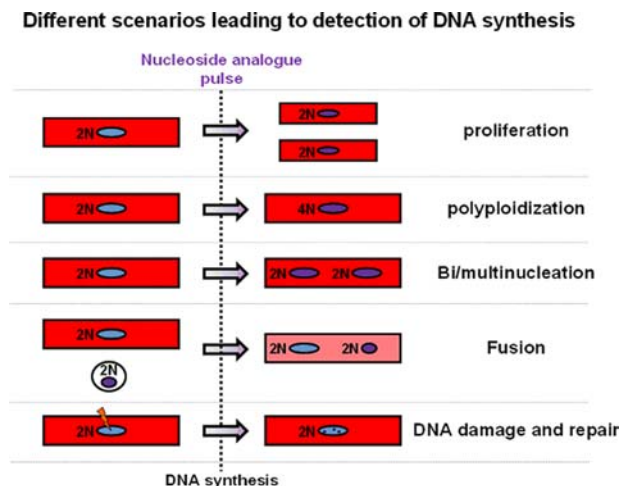 Different scenarios leading to detection of DNA synthesis
Nucleoside analogue
pulse
2N
2N
2N
proliferation
2N
4N
polyploidization
2N
2N 2N
Bi/multinucleation
2N
2N
2N 2N
Fusion
2N
2N
DNA damage and repair
DNA synthesis